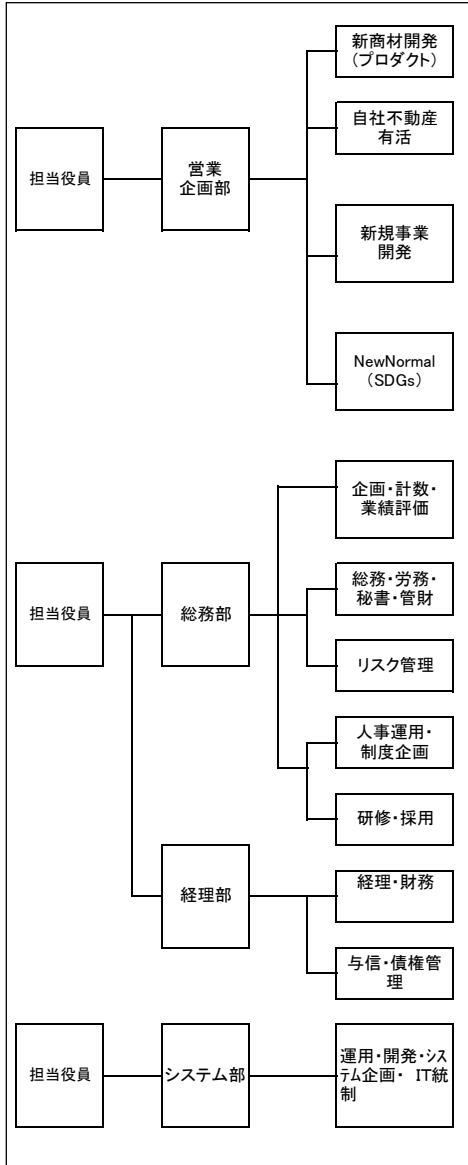 新商材開発
(プロダクト)
自社不動産
有活
担当役員
営業
企画部
新規事業
開発
NewNormal
(SDGs)
企画・計数・
業績評価
総務・労務・
秘書・管財
担当役員
総務部
リスク管理
人事運用・
制度企画
研修・採用
経理部
経理・財務
与信・債権管
理
担当役員
システム部
運用・開発・シス
テム企画・ IT統
制